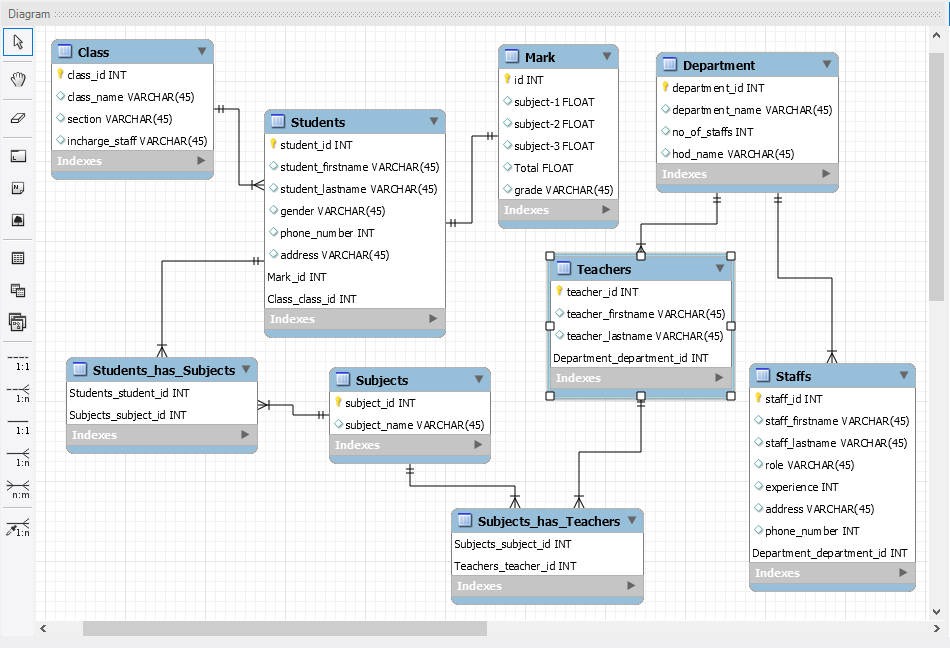 Diagram
Class
class_id INT
class_name VARCHAR(45)
section VARCHAR(45)
incharge_staff VARCHAR(45)
Indexes
Students
student_id INT
student_firstname VARCHAR(45)
student_lastname VARCHAR(45)
gender VARCHAR(45)
phone_number INT
address VARCHAR(45)
Mark_id INT
Class_class_id INT
Indexes
Mark
id INT
subject-1 FLOAT
subject-2 FLOAT
subject-3 FLOAT
Total FLOAT
grade VARCHAR(45)
Indexes
Department
department_id INT
department_name VARCHAR(45)
no_of_staffs INT
hod_name VARCHAR(45)
Indexes
Teachers
teacher_id INT
teacher_firstname VARCHAR(45)
teacher_lastname VARCHAR(45)
Department_department_id INT
Indexes
Students_has_Subjects
Students_student_id INT
Subjects_subject_id INT
Indexes
Subjects
subject_id INT
subject_name VARCHAR(45)
Indexes
Staffs
staff_id INT
staff_firstname VARCHAR(45)
staff_lastname VARCHAR(45)
role VARCHAR(45)
experience INT
address VARCHAR(45)
phone_number INT
Department_department_id INT
Indexes
Subjects_has_Teachers
Subjects_subject_id INT
Teachers_teacher_id INT
Indexes
1:1
1:n
1:1
1:n
n:m
1:n